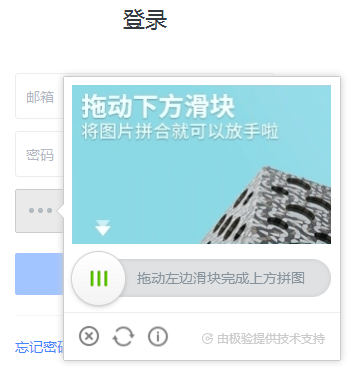 登录
邮箱
拖动下方滑块
将图片拼合就可以放手啦
密码
拖动左边滑块完成上方拼图
由极验提供技术支持
忘记密码